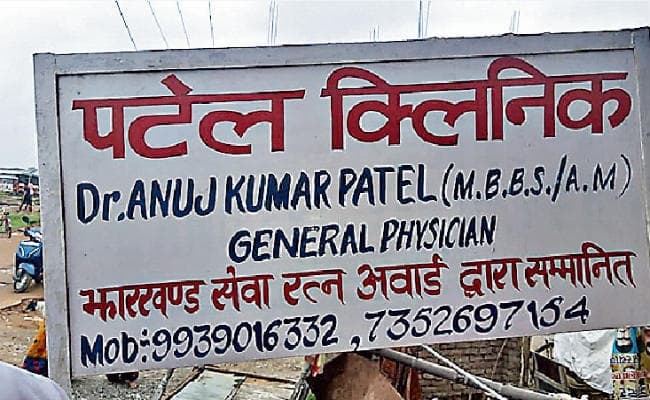 पटेल क्लिनिक
Dr. ANUJ KUMAR PATEL (M.B.B.S./A.M)
GENERAL PHYSICIAN
झारखण्ड सेवा रत्न अवार्ड द्वारा सम्मानित
Mob: 9939016332, 7352697154